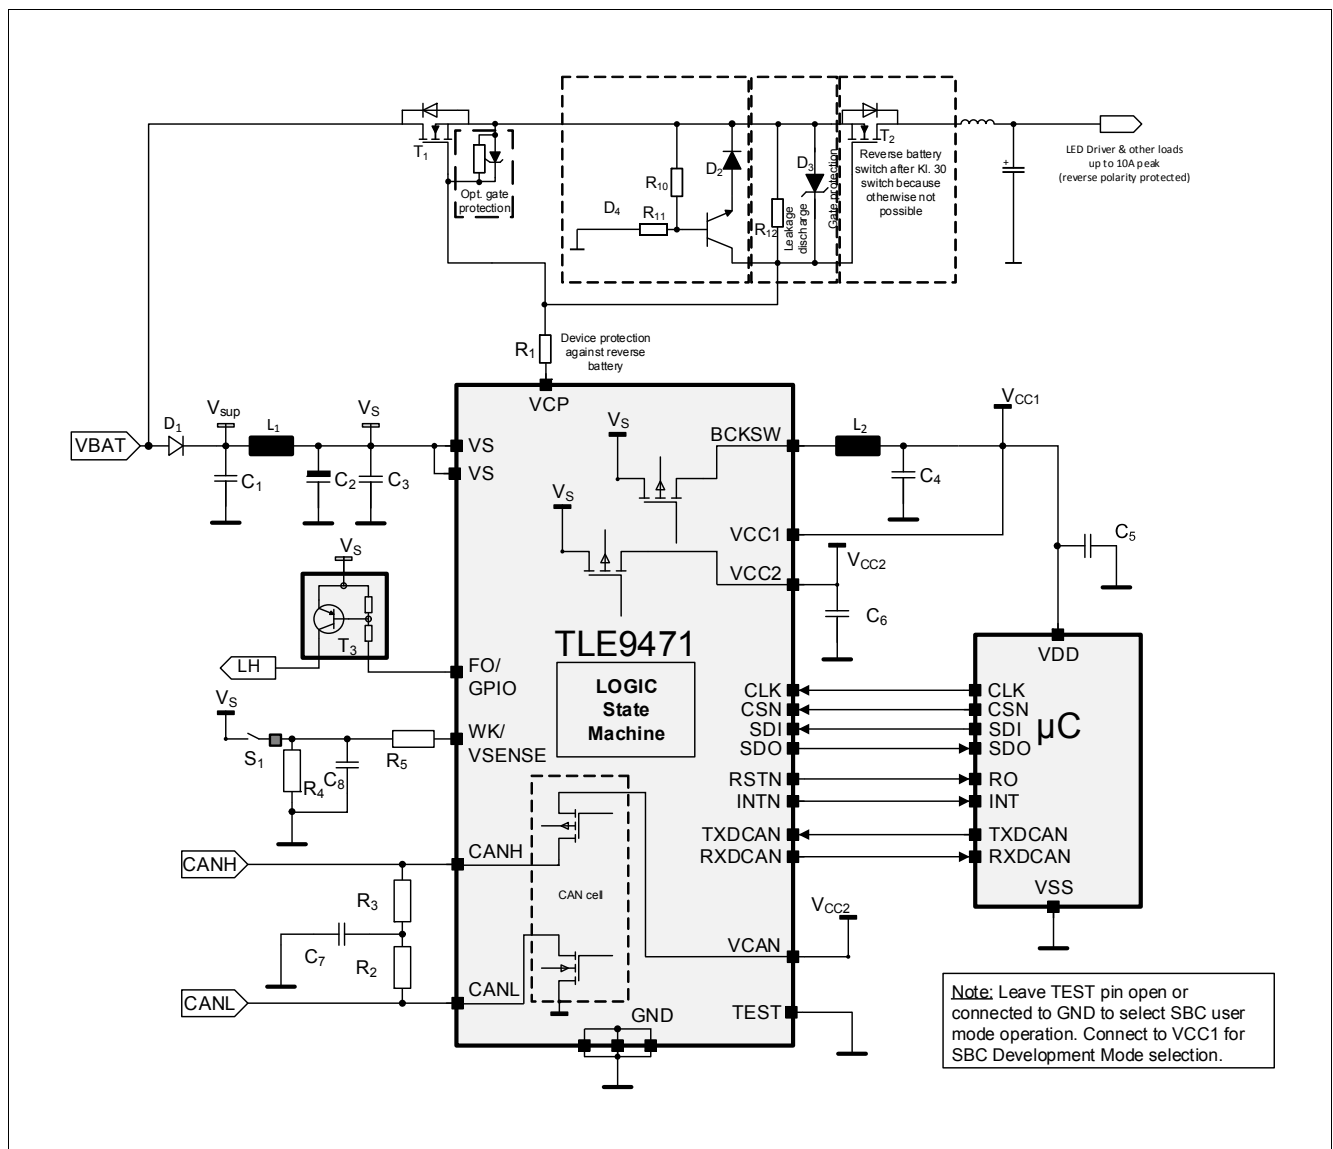 T1
Opt. gate
protection
D4
R10
R11
D2
R12
Leakage
discharge
D3
Gate protection
T2
Reverse battery
switch after Kl. 30
switch because
otherwise not
possible
+
LED Driver & other loads
up to 10A peak
(reverse polarity protected)
R1
Device protection
against reverse
battery
VCP
VBAT
D1
Vsup
L1
VS
C1
C2
C3
VS
VS
VS
VS
BCKSW
L2
VCC1
C4
VCC1
VCC2
VCC2
C6
C5
VS
T3
LH
FO/
GPIO
TLE9471
LOGIC
State
Machine
VS
S1
R4
C8
R5
WK/
VSENSE
CLK
CSN
SDI
SDO
RSTN
INTN
TXDCAN
RXDCAN
VDD
µC
CLK
CSN
SDI
SDO
RO
INT
TXDCAN
RXDCAN
VSS
CANH
R3
C7
R2
CANL
CANH
CANL
CAN cell
VCC2
VCAN
TEST
GND
Note: Leave TEST pin open or
connected to GND to select SBC user
mode operation. Connect to VCC1 for
SBC Development Mode selection.